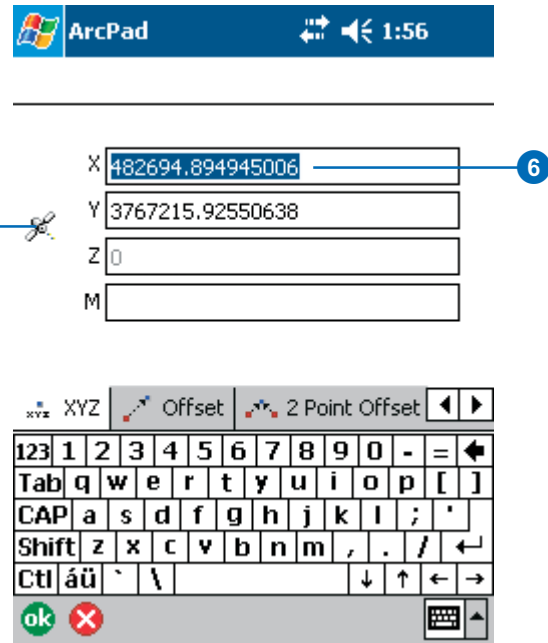 ArcPad 1:56
X 482694.894945006 6
Y 3767215.92550638
Z 0
M
XYZ XYZ Offset 2 Point Offset
123 1 2 3 4 5 6 7 8 9 0 - =
Tab q w e r t y u i o p [ ]
CAP a s d f g h j k l ; '
Shift z x c v b n m , . /
Ctl áü ` \
ok